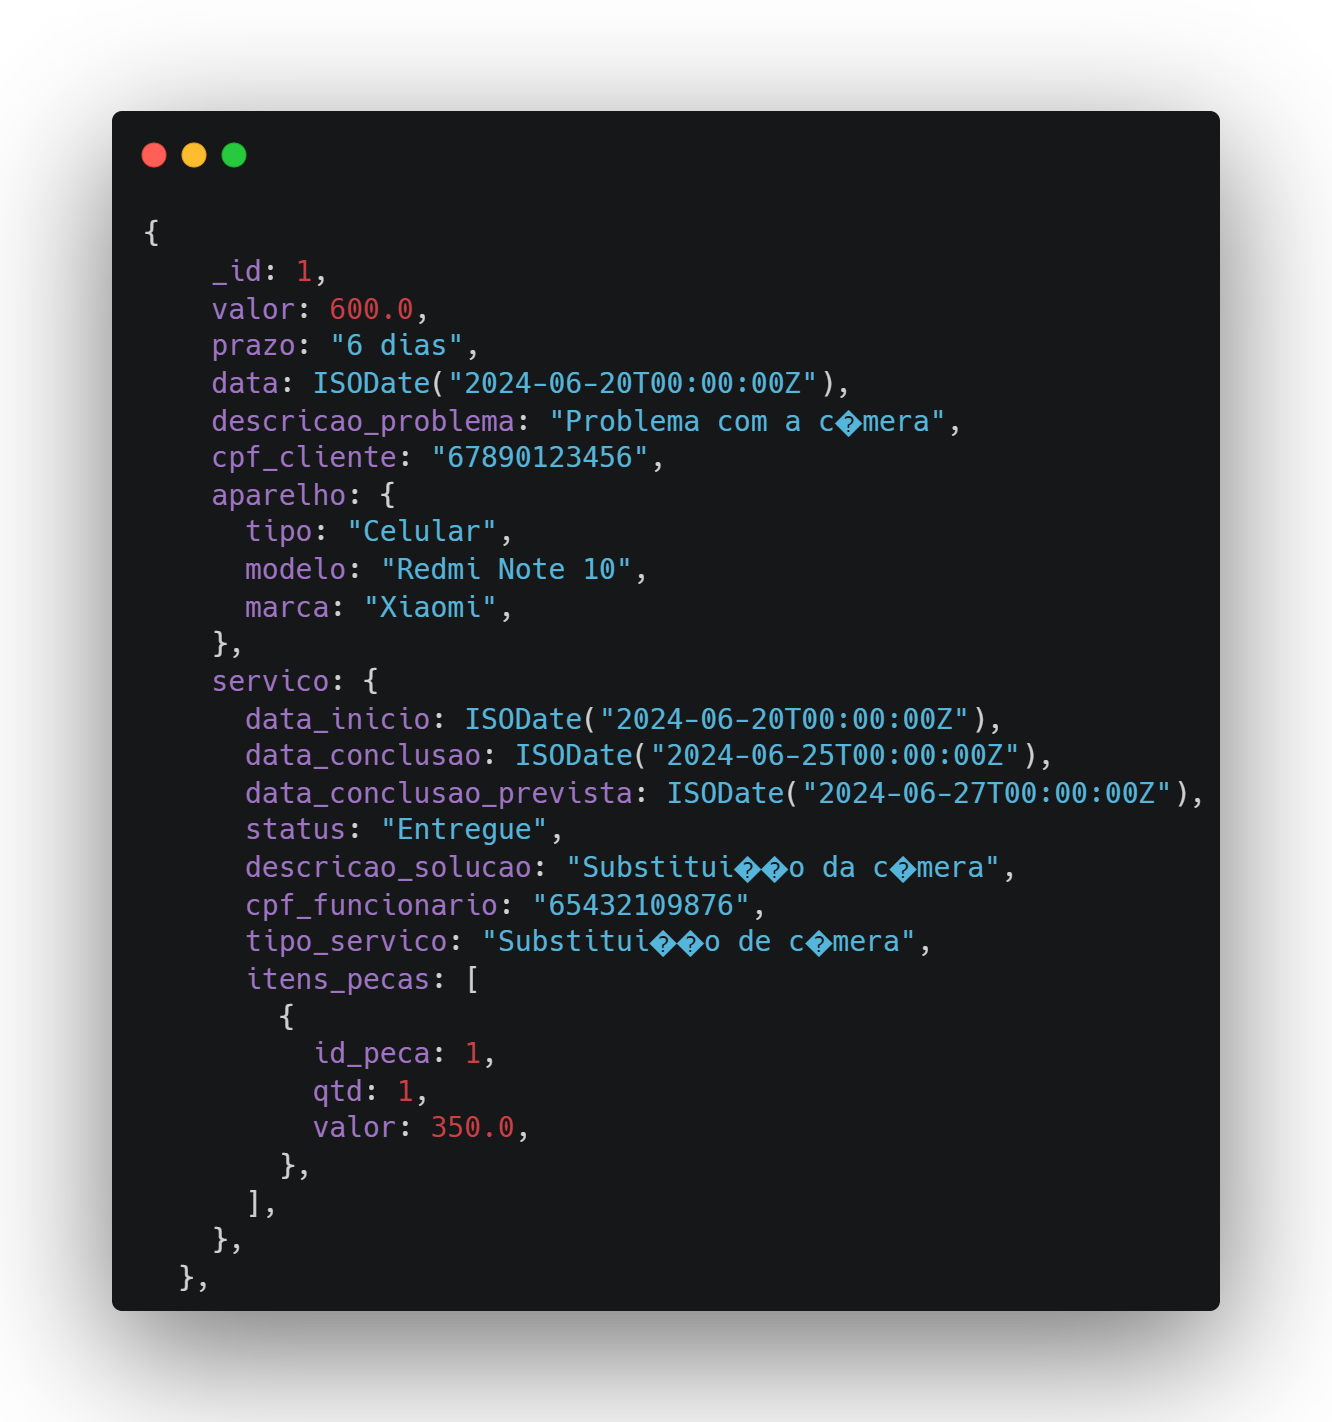 {
    _id: 1,
    valor: 600.0,
    prazo: "6 dias",
    data: ISODate("2024-06-20T00:00:00Z"),
    descricao_problema: "Problema com a c�mera",
    cpf_cliente: "67890123456",
    aparelho: {
      tipo: "Celular",
      modelo: "Redmi Note 10",
      marca: "Xiaomi",
    },
    servico: {
      data_inicio: ISODate("2024-06-20T00:00:00Z"),
      data_conclusao: ISODate("2024-06-25T00:00:00Z"),
      data_conclusao_prevista: ISODate("2024-06-27T00:00:00Z"),
      status: "Entregue",
      descricao_solucao: "Substitui��o da c�mera",
      cpf_funcionario: "65432109876",
      tipo_servico: "Substitui��o de c�mera",
      itens_pecas: [
        {
          id_peca: 1,
          qtd: 1,
          valor: 350.0,
        },
      ],
    },
  },